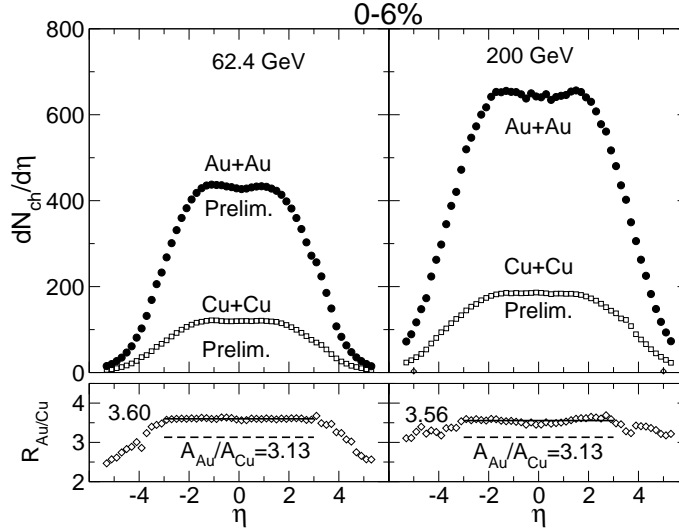 0-6%
62.4 GeV
200 GeV
dN_ch/dη
800
600
400
200
0
Au+Au
Prelim.
Cu+Cu
Prelim.
Au+Au
Cu+Cu
Prelim.
R_Au/Cu
4
3
2
3.60
A_Au/A_Cu=3.13
3.56
A_Au/A_Cu=3.13
-4 -2 0 2 4
-4 -2 0 2 4
η
η